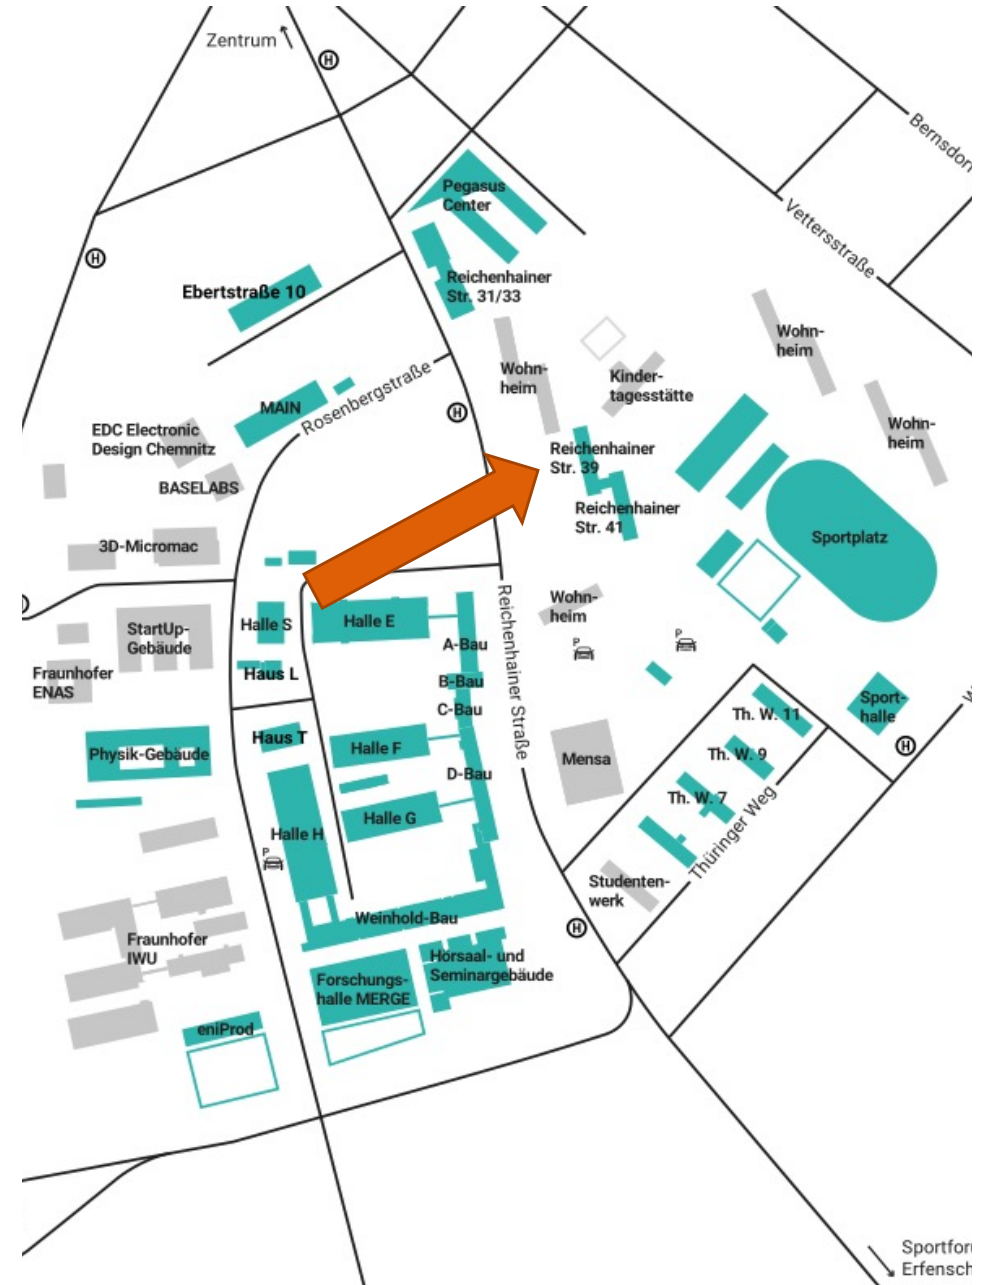 Zentrum
H
Bernsdor
Pegasus
Center
Vettersstraße
H
Reichenhainer
Str. 31/33
Ebertstraße 10
Wohn-
heim
Wohn-
heim
Kinder-
tagesstätte
Rosenbergstraße
MAIN
H
EDC Electronic
Design Chemnitz
Wohn-
heim
Reichenhainer
Str. 39
BASELABS
Reichenhainer
Str. 41
Sportplatz
3D-Micromac
Reichenhainer Straße
Wohn-
heim
StartUp-
Gebäude
Halle S
Halle E
A-Bau
P
P
Fraunhofer
ENAS
Haus L
B-Bau
C-Bau
Th. W. 11
Sport-
halle
W
H
Haus T
Physik-Gebäude
Halle F
Mensa
Th. W. 9
D-Bau
Th. W. 7
Halle G
Halle H
P
Thüringer Weg
Studenten-
werk
Weinhold-Bau
H
Fraunhofer
IWU
Hörsaal- und
Seminargebäude
Forschungs-
halle MERGE
eniProd
Sportforu
Erfensch